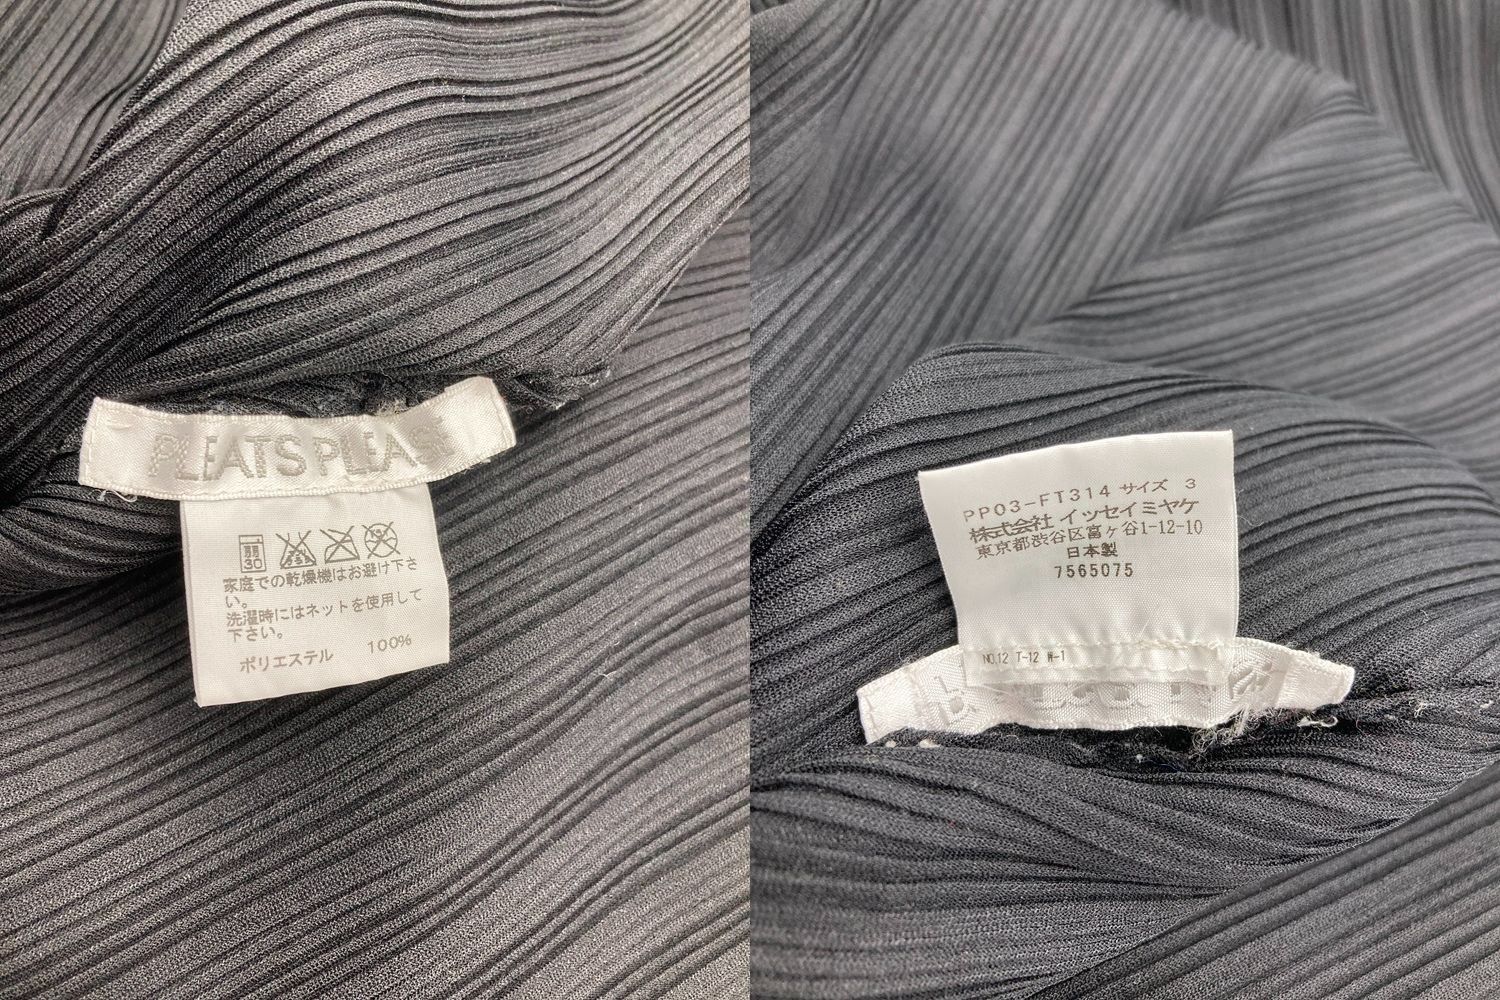 PLEATS PLEASE
30
家庭での乾燥機はお避け下さ
い。
洗濯時にはネットを使用して
下さい。
ポリエステル 100%
PP03-FT314 サイズ 3
株式会社 イッセイミヤケ
東京都渋谷区富ヶ谷1-12-10
日本製
7565075
NO.12 T-12 W-1